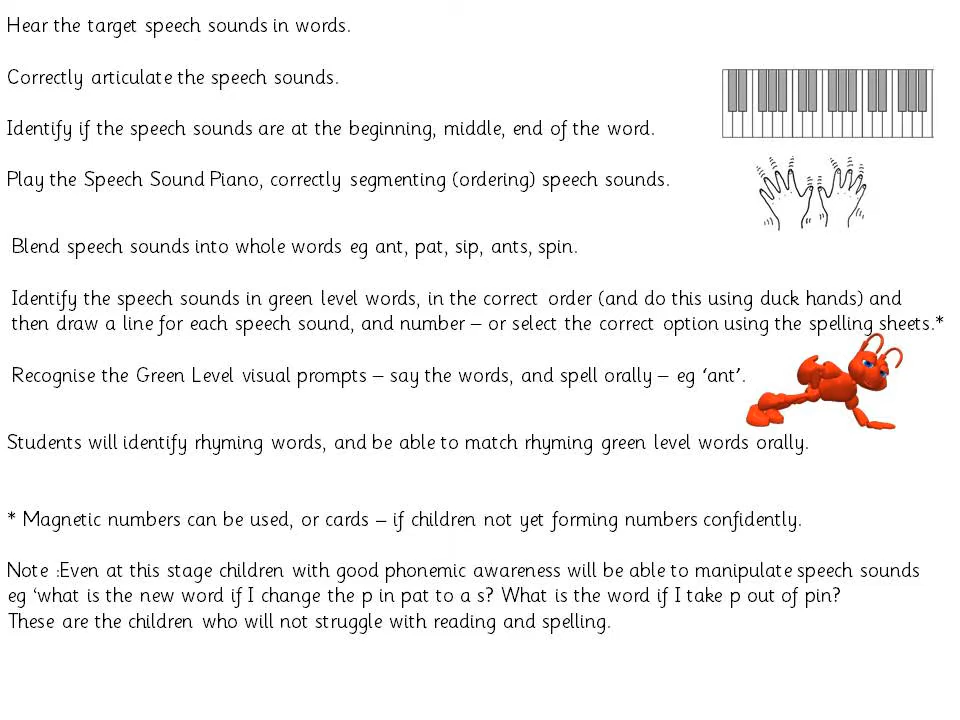 Hear the target speech sounds in words.
Correctly articulate the speech sounds.
Identify if the speech sounds are at the beginning, middle, end of the word.
Play the Speech Sound Piano, correctly segmenting (ordering) speech sounds.
Blend speech sounds into whole words eg ant, pat, sip, ants, spin.
Identify the speech sounds in green level words, in the correct order (and do this using duck hands) and
then draw a line for each speech sound, and number – or select the correct option using the spelling sheets.*
Recognise the Green Level visual prompts – say the words, and spell orally – eg ‘ant’.
Students will identify rhyming words, and be able to match rhyming green level words orally.
* Magnetic numbers can be used, or cards – if children not yet forming numbers confidently.
Note :Even at this stage children with good phonemic awareness will be able to manipulate speech sounds
eg ‘what is the new word if I change the p in pat to a s? What is the word if I take p out of pin?
These are the children who will not struggle with reading and spelling.